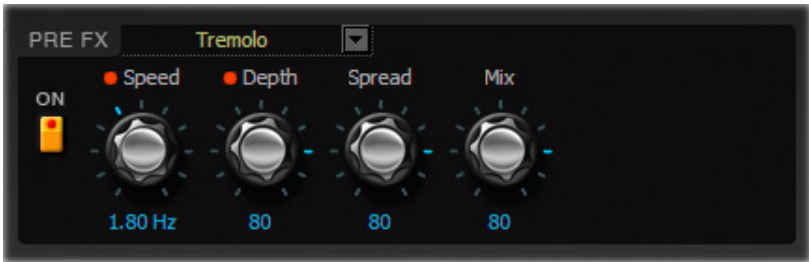 PRE FX Tremolo
Speed Depth Spread Mix
ON
1.80 Hz 80 80 80